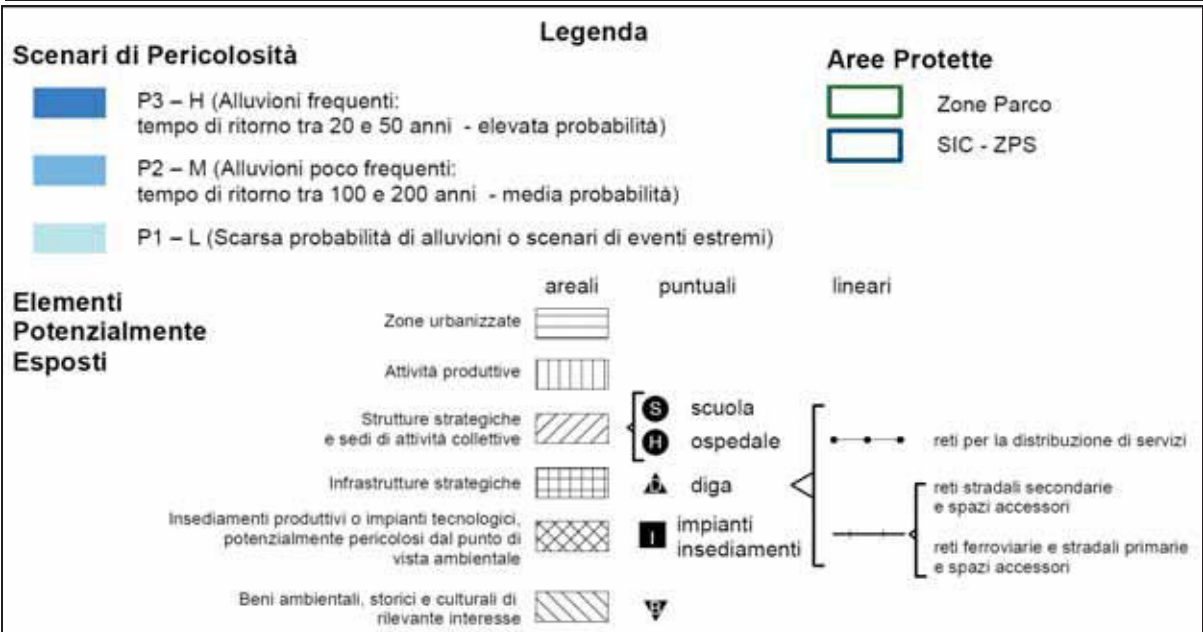 Legenda
Scenari di Pericolosità
P3 – H (Alluvioni frequenti:
tempo di ritorno tra 20 e 50 anni - elevata probabilità)
P2 – M (Alluvioni poco frequenti:
tempo di ritorno tra 100 e 200 anni - media probabilità)
P1 – L (Scarsa probabilità di alluvioni o scenari di eventi estremi)
Aree Protette
Zone Parco
SIC - ZPS
Elementi
Potenzialmente
Esposti
areali
puntuali
lineari
Zone urbanizzate
Attività produttive
Strutture strategiche
e sedi di attività collettive
S scuola
H ospedale
Infrastrutture strategiche
D diga
Insediamenti produttivi o impianti tecnologici,
potenzialmente pericolosi dal punto di
vista ambientale
I impianti
insediamenti
Beni ambientali, storici e culturali di
rilevante interesse
reti per la distribuzione di servizi
reti stradali secondarie
e spazi accessori
reti ferroviarie e stradali primarie
e spazi accessori